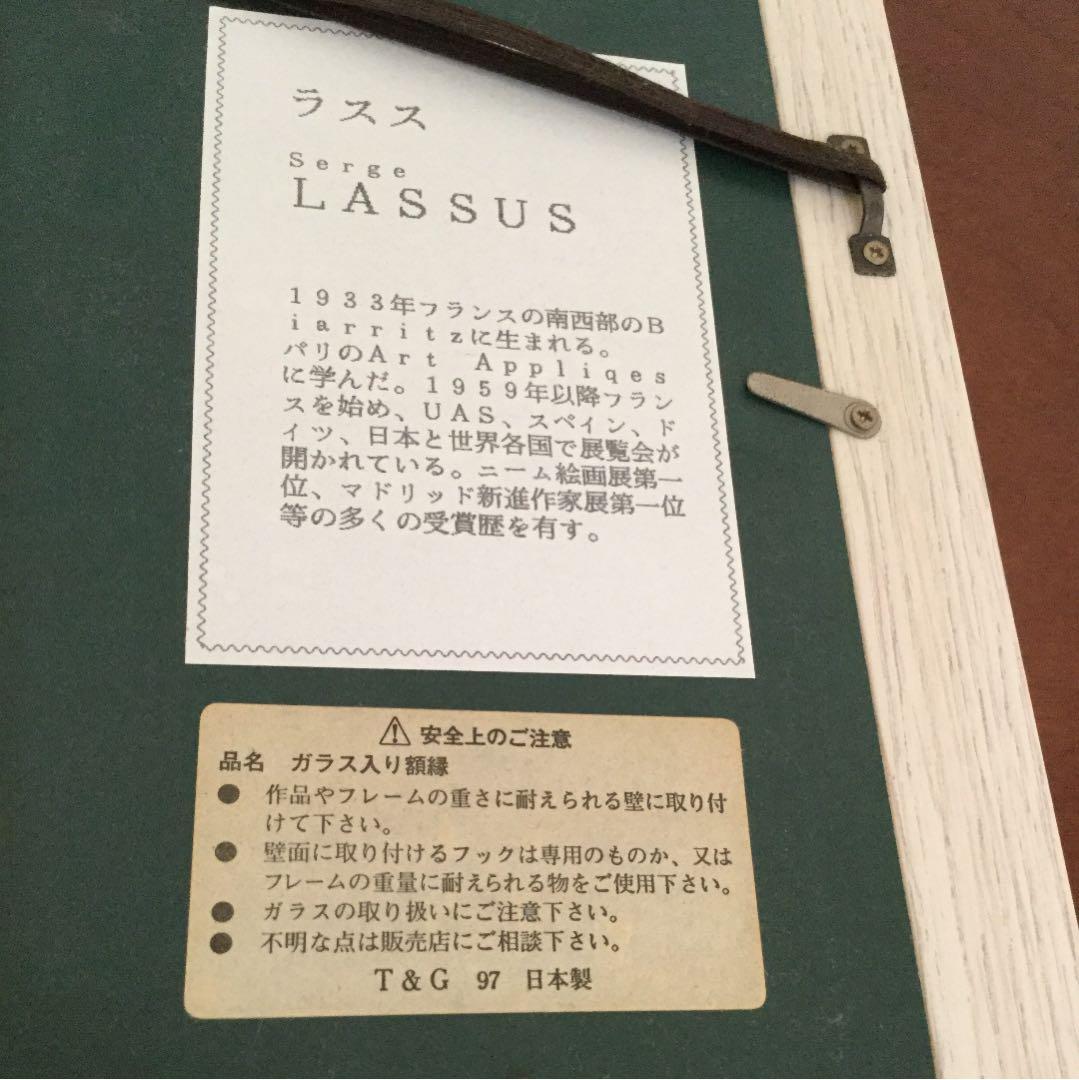 ラスス
Serge
LASSUS
1933年フランスの南西部のB
iarritzに生まれる。
パリのArt Appliqes
に学んだ。1959年以降フラン
スを始め、UAS、スペイン、ド
イツ、日本と世界各国で展覧会が
開かれている。ニーム絵画展第一
位、マドリッド新進作家展第一位
等の多くの受賞歴を有す。
⚠ 安全上のご注意
品名 ガラス入り額縁
● 作品やフレームの重さに耐えられる壁に取り付
けて下さい。
● 壁面に取り付けるフックは専用のものか、又は
フレームの重量に耐えられる物をご使用下さい。
● ガラスの取り扱いにご注意下さい。
● 不明な点は販売店にご相談下さい。
T&G 97 日本製